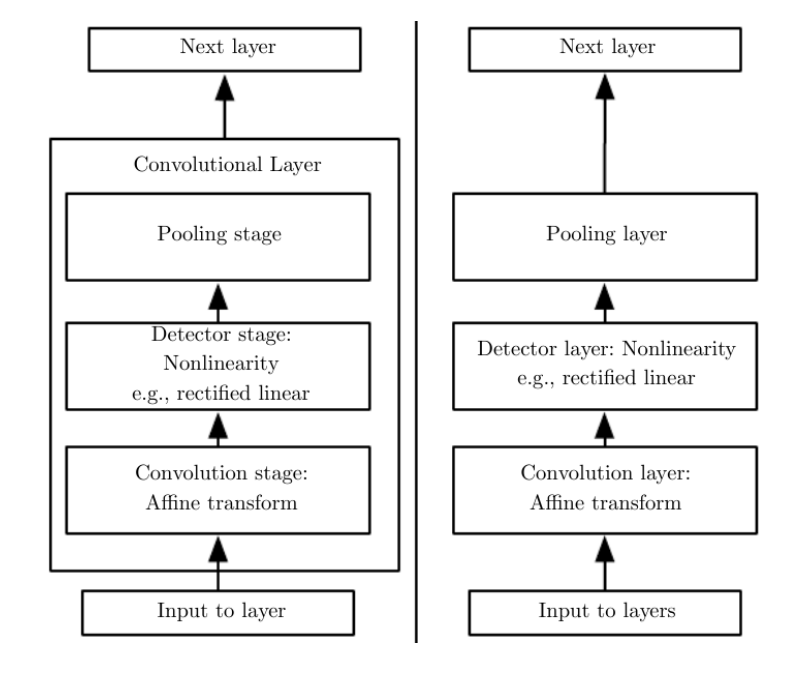 Next layer
Convolutional Layer
Pooling stage
Detector stage:
Nonlinearity
e.g., rectified linear
Convolution stage:
Affine transform
Input to layer
Next layer
Pooling layer
Detector layer: Nonlinearity
e.g., rectified linear
Convolution layer:
Affine transform
Input to layers